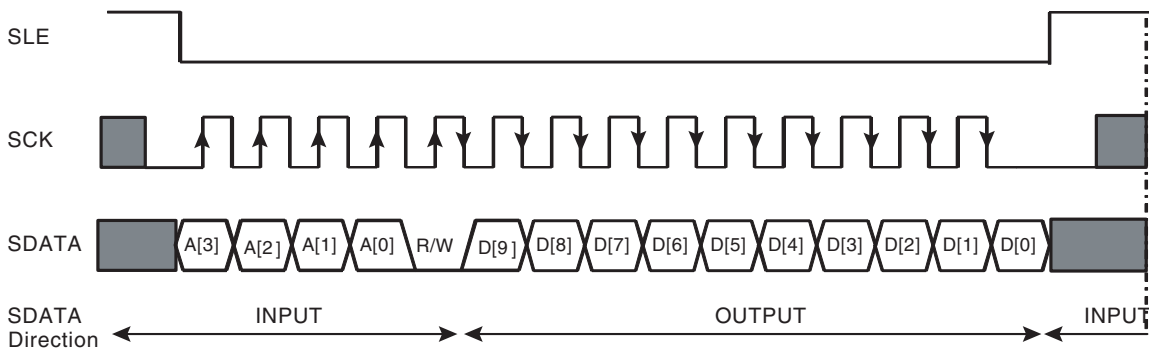 SLE
SCK
SDATA
A[3] A[2] A[1] A[0] R/W D[9] D[8] D[7] D[6] D[5] D[4] D[3] D[2] D[1] D[0]
SDATA
Direction
INPUT OUTPUT INPUT